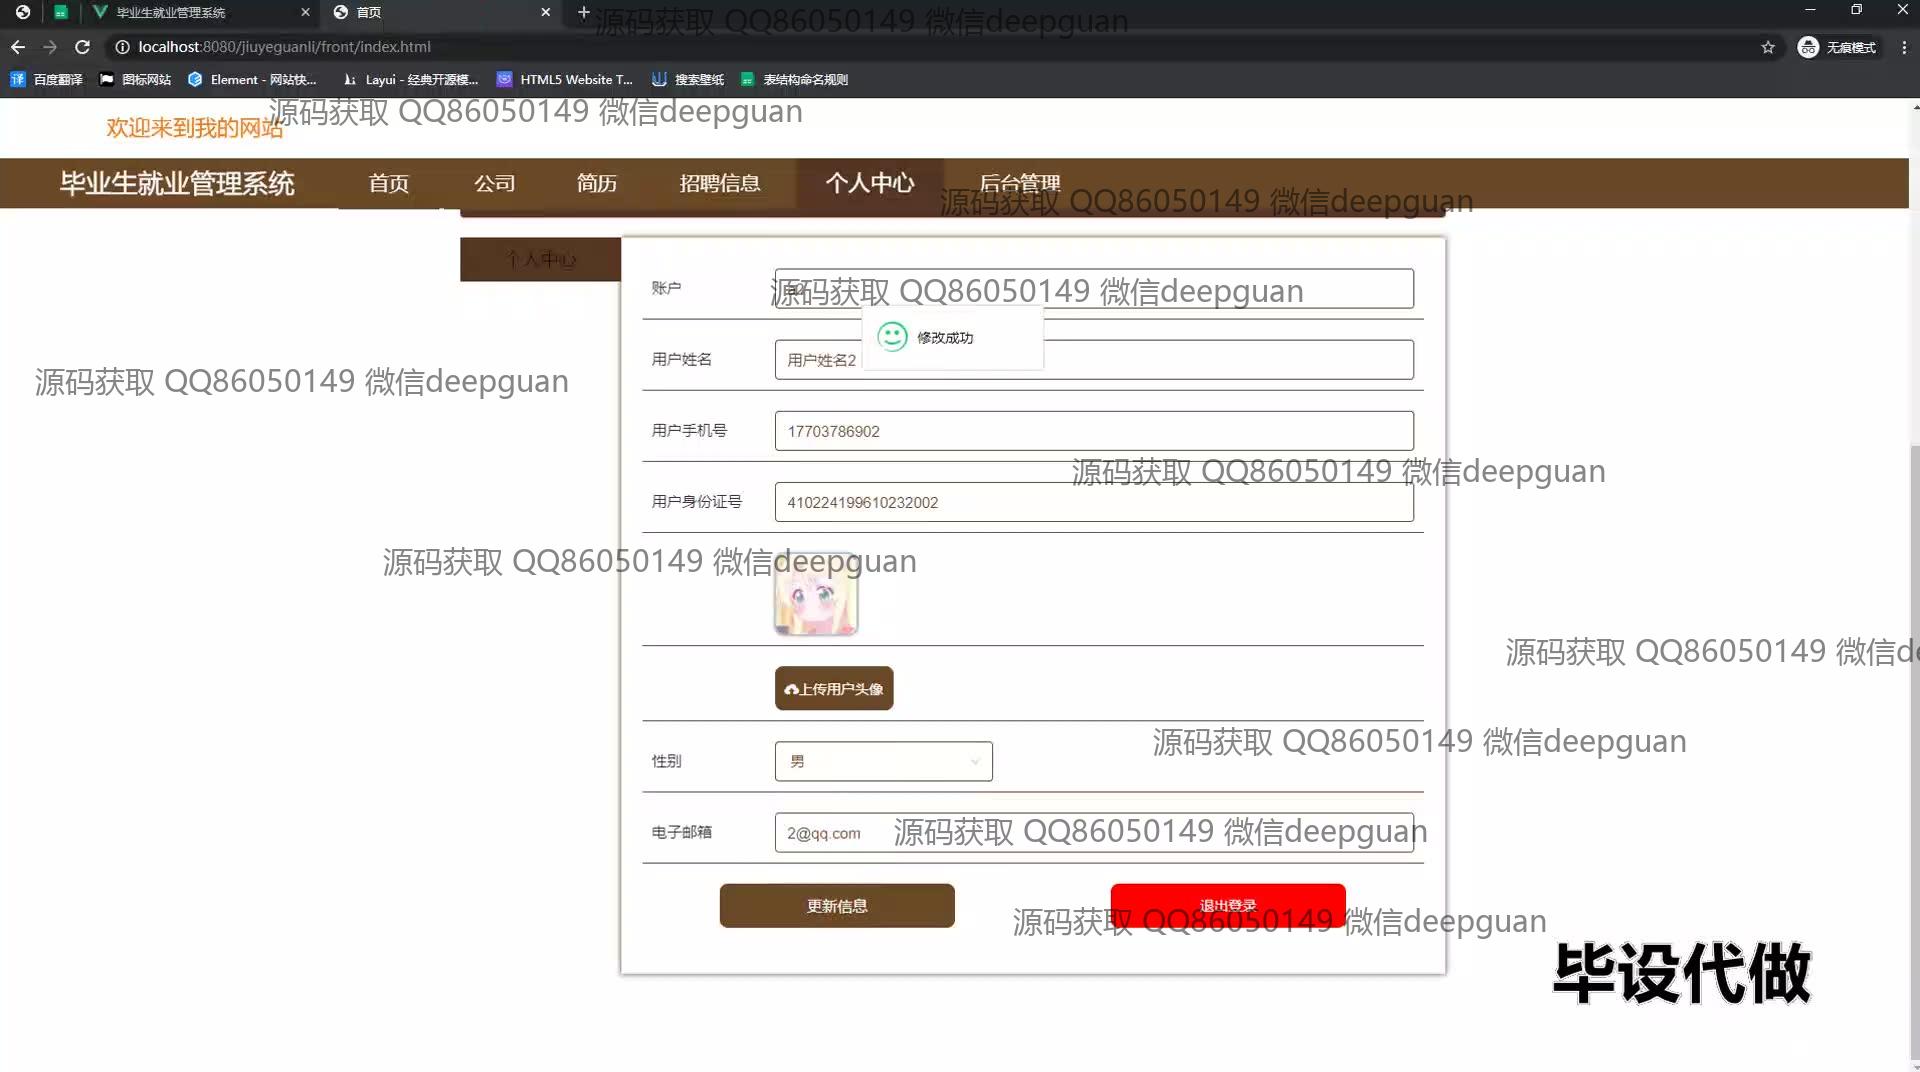 毕业生就业管理系统
首页
源码获取 QQ86050149 微信deepguan
localhost:8080/jiuyeguanli/front/index.html
无痕模式
百度翻译
图标网站
Element - 网站快...
Layui - 经典开源模...
HTML5 Website T...
搜索壁纸
表结构命名规则
欢迎来到我的网站
源码获取 QQ86050149 微信deepguan
毕业生就业管理系统
首页
公司
简历
招聘信息
个人中心
后台管理
源码获取 QQ86050149 微信deepguan
个人中心
账户
源码获取 QQ86050149 微信deepguan
修改成功
用户姓名
用户姓名2
源码获取 QQ86050149 微信deepguan
用户手机号
17703786902
源码获取 QQ86050149 微信deepguan
用户身份证号
410224199610232002
源码获取 QQ86050149 微信deepguan
源码获取 QQ86050149 微信de
上传用户头像
源码获取 QQ86050149 微信deepguan
性别
男
电子邮箱
2@qq.com
源码获取 QQ86050149 微信deepguan
更新信息
退出登录
源码获取 QQ86050149 微信deepguan
毕设代做